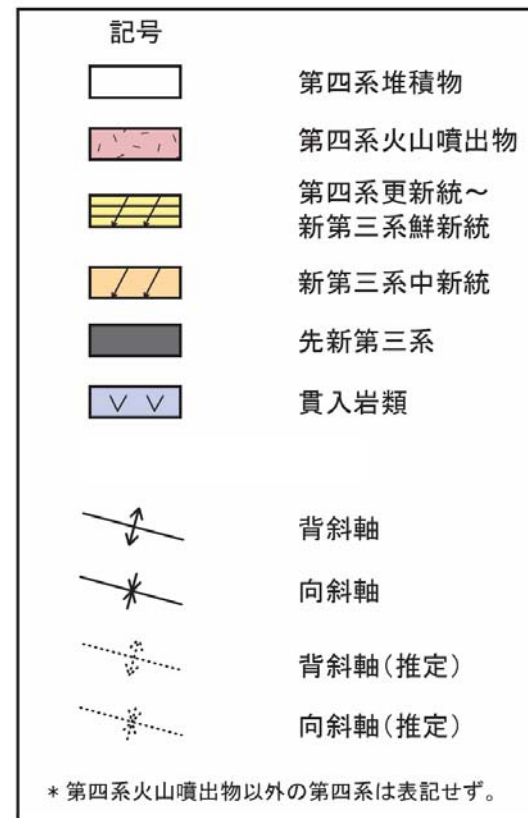 記号
第四系堆積物
第四系火山噴出物
第四系更新統～
新第三系鮮新統
新第三系中新統
先新第三系
貫入岩類
背斜軸
向斜軸
背斜軸(推定)
向斜軸(推定)
* 第四系火山噴出物以外の第四系は表記せず。